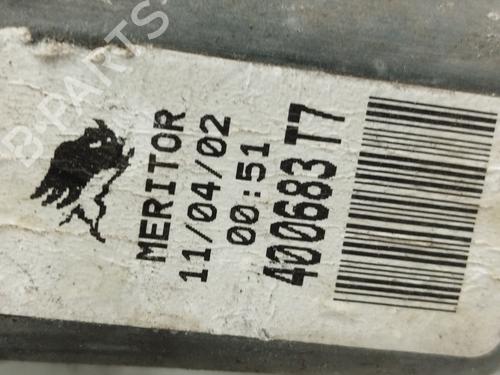 MERITOR
11/04/02
00:51
400683 T7
B-PARTS